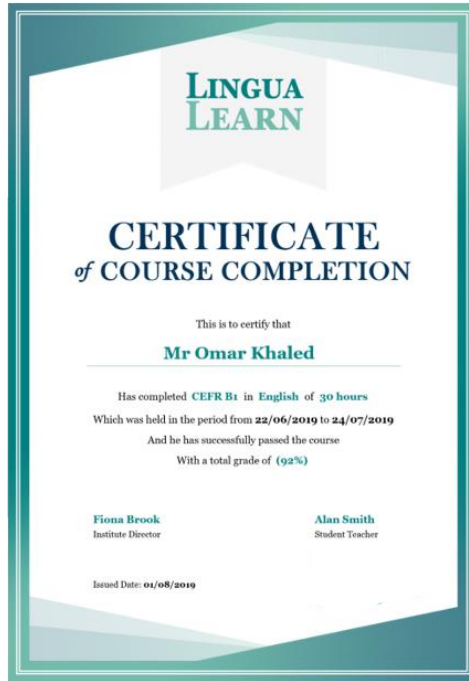 LINGUA
LEARN
CERTIFICATE
of COURSE COMPLETION
This is to certify that
Mr Omar Khaled
Has completed CEFR B1 in English of 30 hours
Which was held in the period from 22/06/2019 to 24/07/2019
And he has successfully passed the course
With a total grade of (92%)
Fiona Brook
Institute Director
Alan Smith
Student Teacher
Issued Date: 01/08/2019